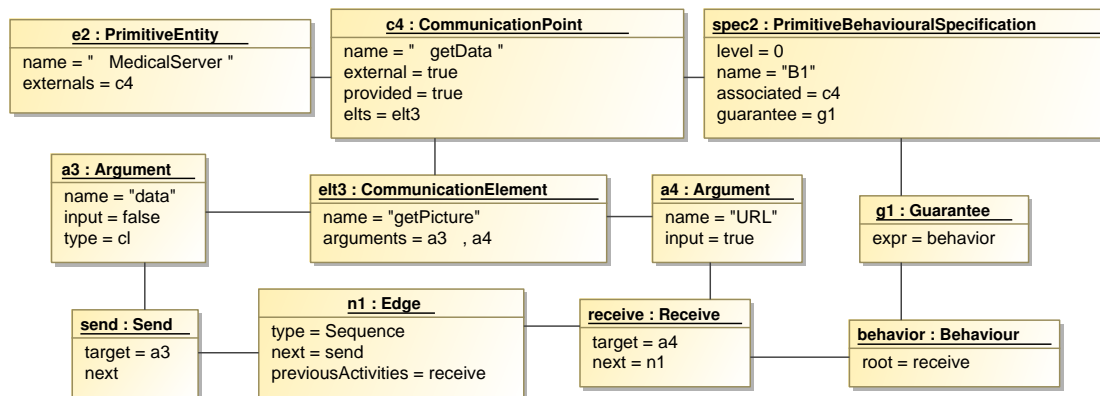 e2 : PrimitiveEntity
name = " MedicalServer "
externals = c4
c4 : CommunicationPoint
name = " getData "
external = true
provided = true
elts = elt3
spec2 : PrimitiveBehaviouralSpecification
level = 0
name = "B1"
associated = c4
guarantee = g1
a3 : Argument
name = "data"
input = false
type = cl
elt3 : CommunicationElement
name = "getPicture"
arguments = a3 , a4
a4 : Argument
name = "URL"
input = true
g1 : Guarantee
expr = behavior
send : Send
target = a3
next
n1 : Edge
type = Sequence
next = send
previousActivities = receive
receive : Receive
target = a4
next = n1
behavior : Behaviour
root = receive